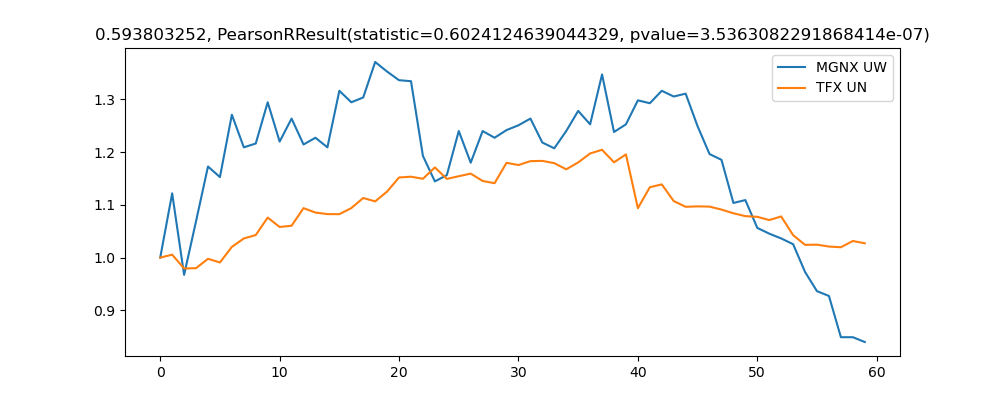 0.593803252, PearsonRResult(statistic=0.6024124639044329, pvalue=3.5363082291868414e-07)
MGNX UW
TFX UN
1.3
1.2
1.1
1.0
0.9
0 10 20 30 40 50 60